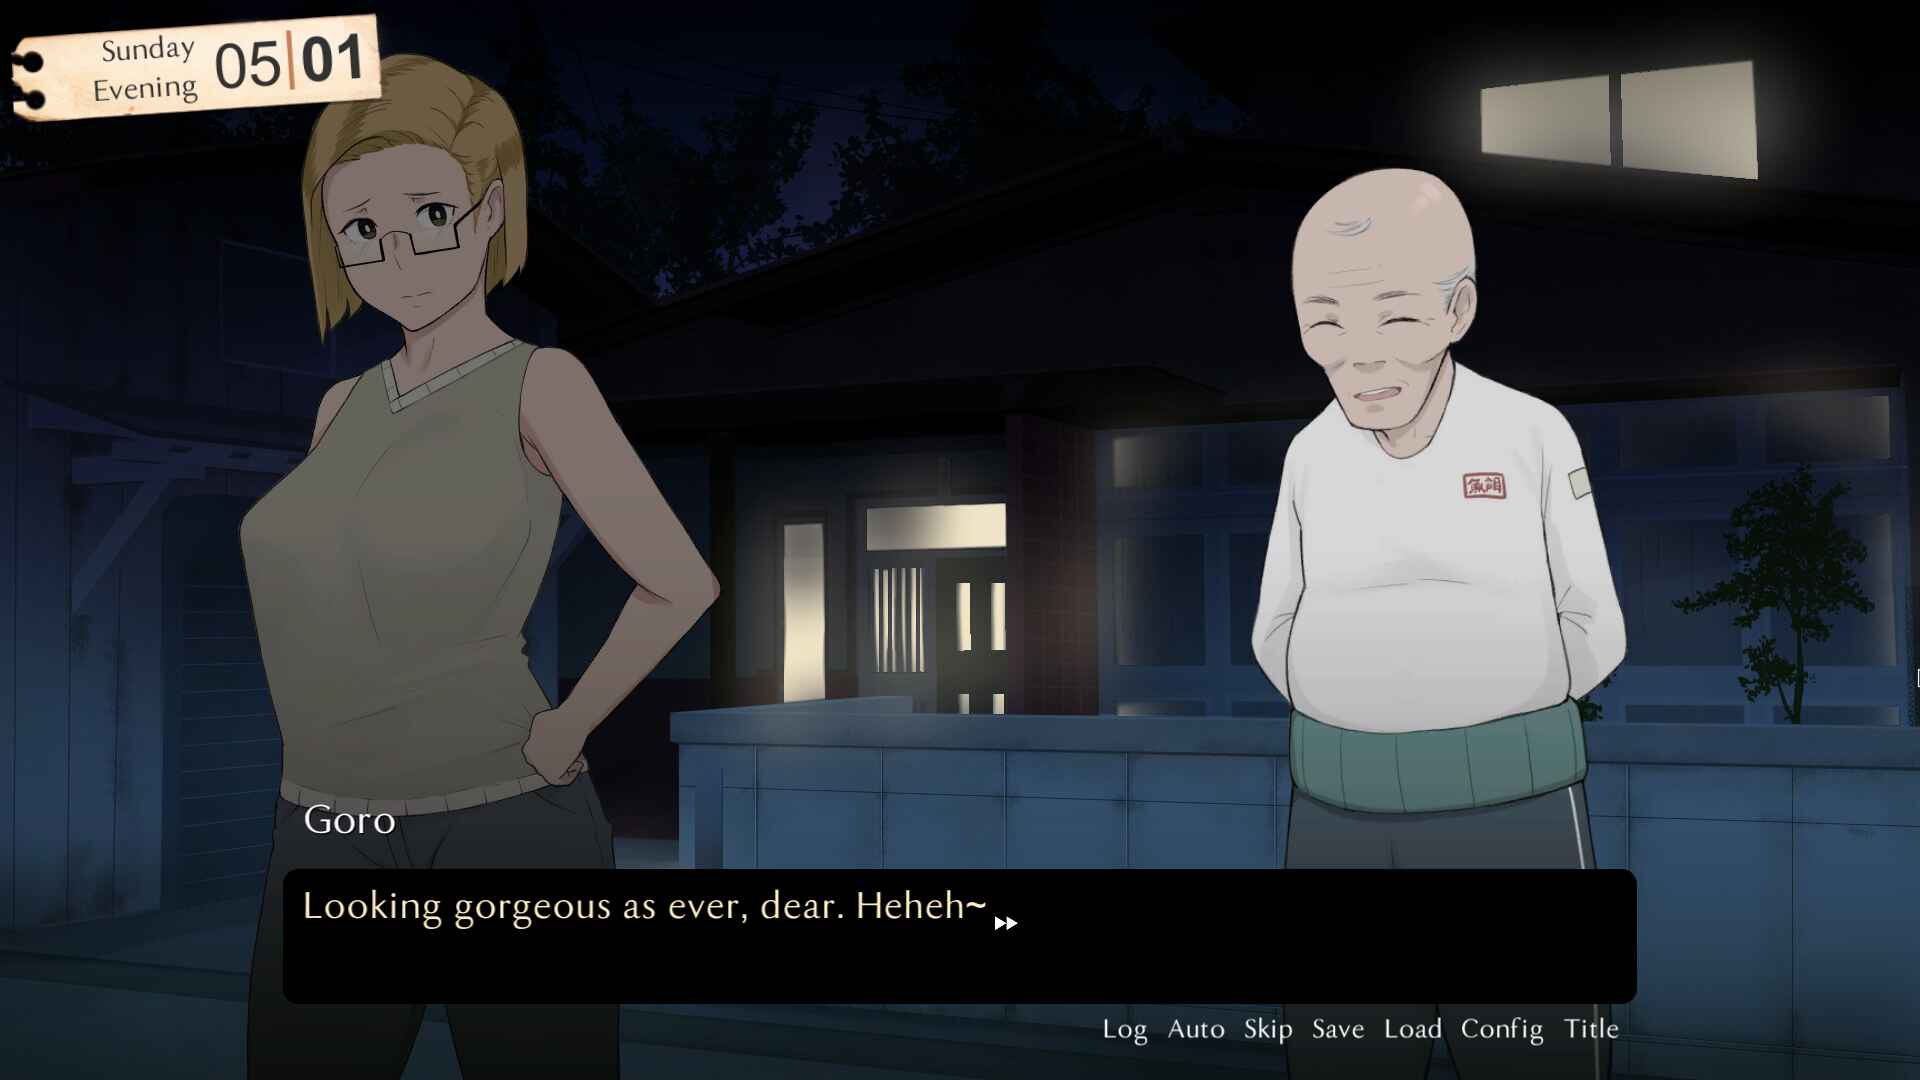 Sunday
Evening
05|01
Goro
Looking gorgeous as ever, dear. Heheh~
Log Auto Skip Save Load Config Title